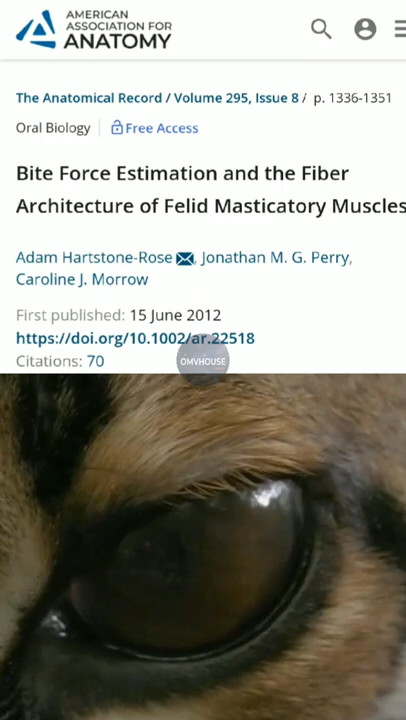 AMERICAN
ASSOCIATION FOR
ANATOMY
The Anatomical Record / Volume 295, Issue 8 / p. 1336-1351
Oral Biology Free Access
Bite Force Estimation and the Fiber
Architecture of Felid Masticatory Muscles
Adam Hartstone-Rose, Jonathan M. G. Perry,
Caroline J. Morrow
First published: 15 June 2012
https://doi.org/10.1002/ar.22518
Citations: 70
OMVHOUSE